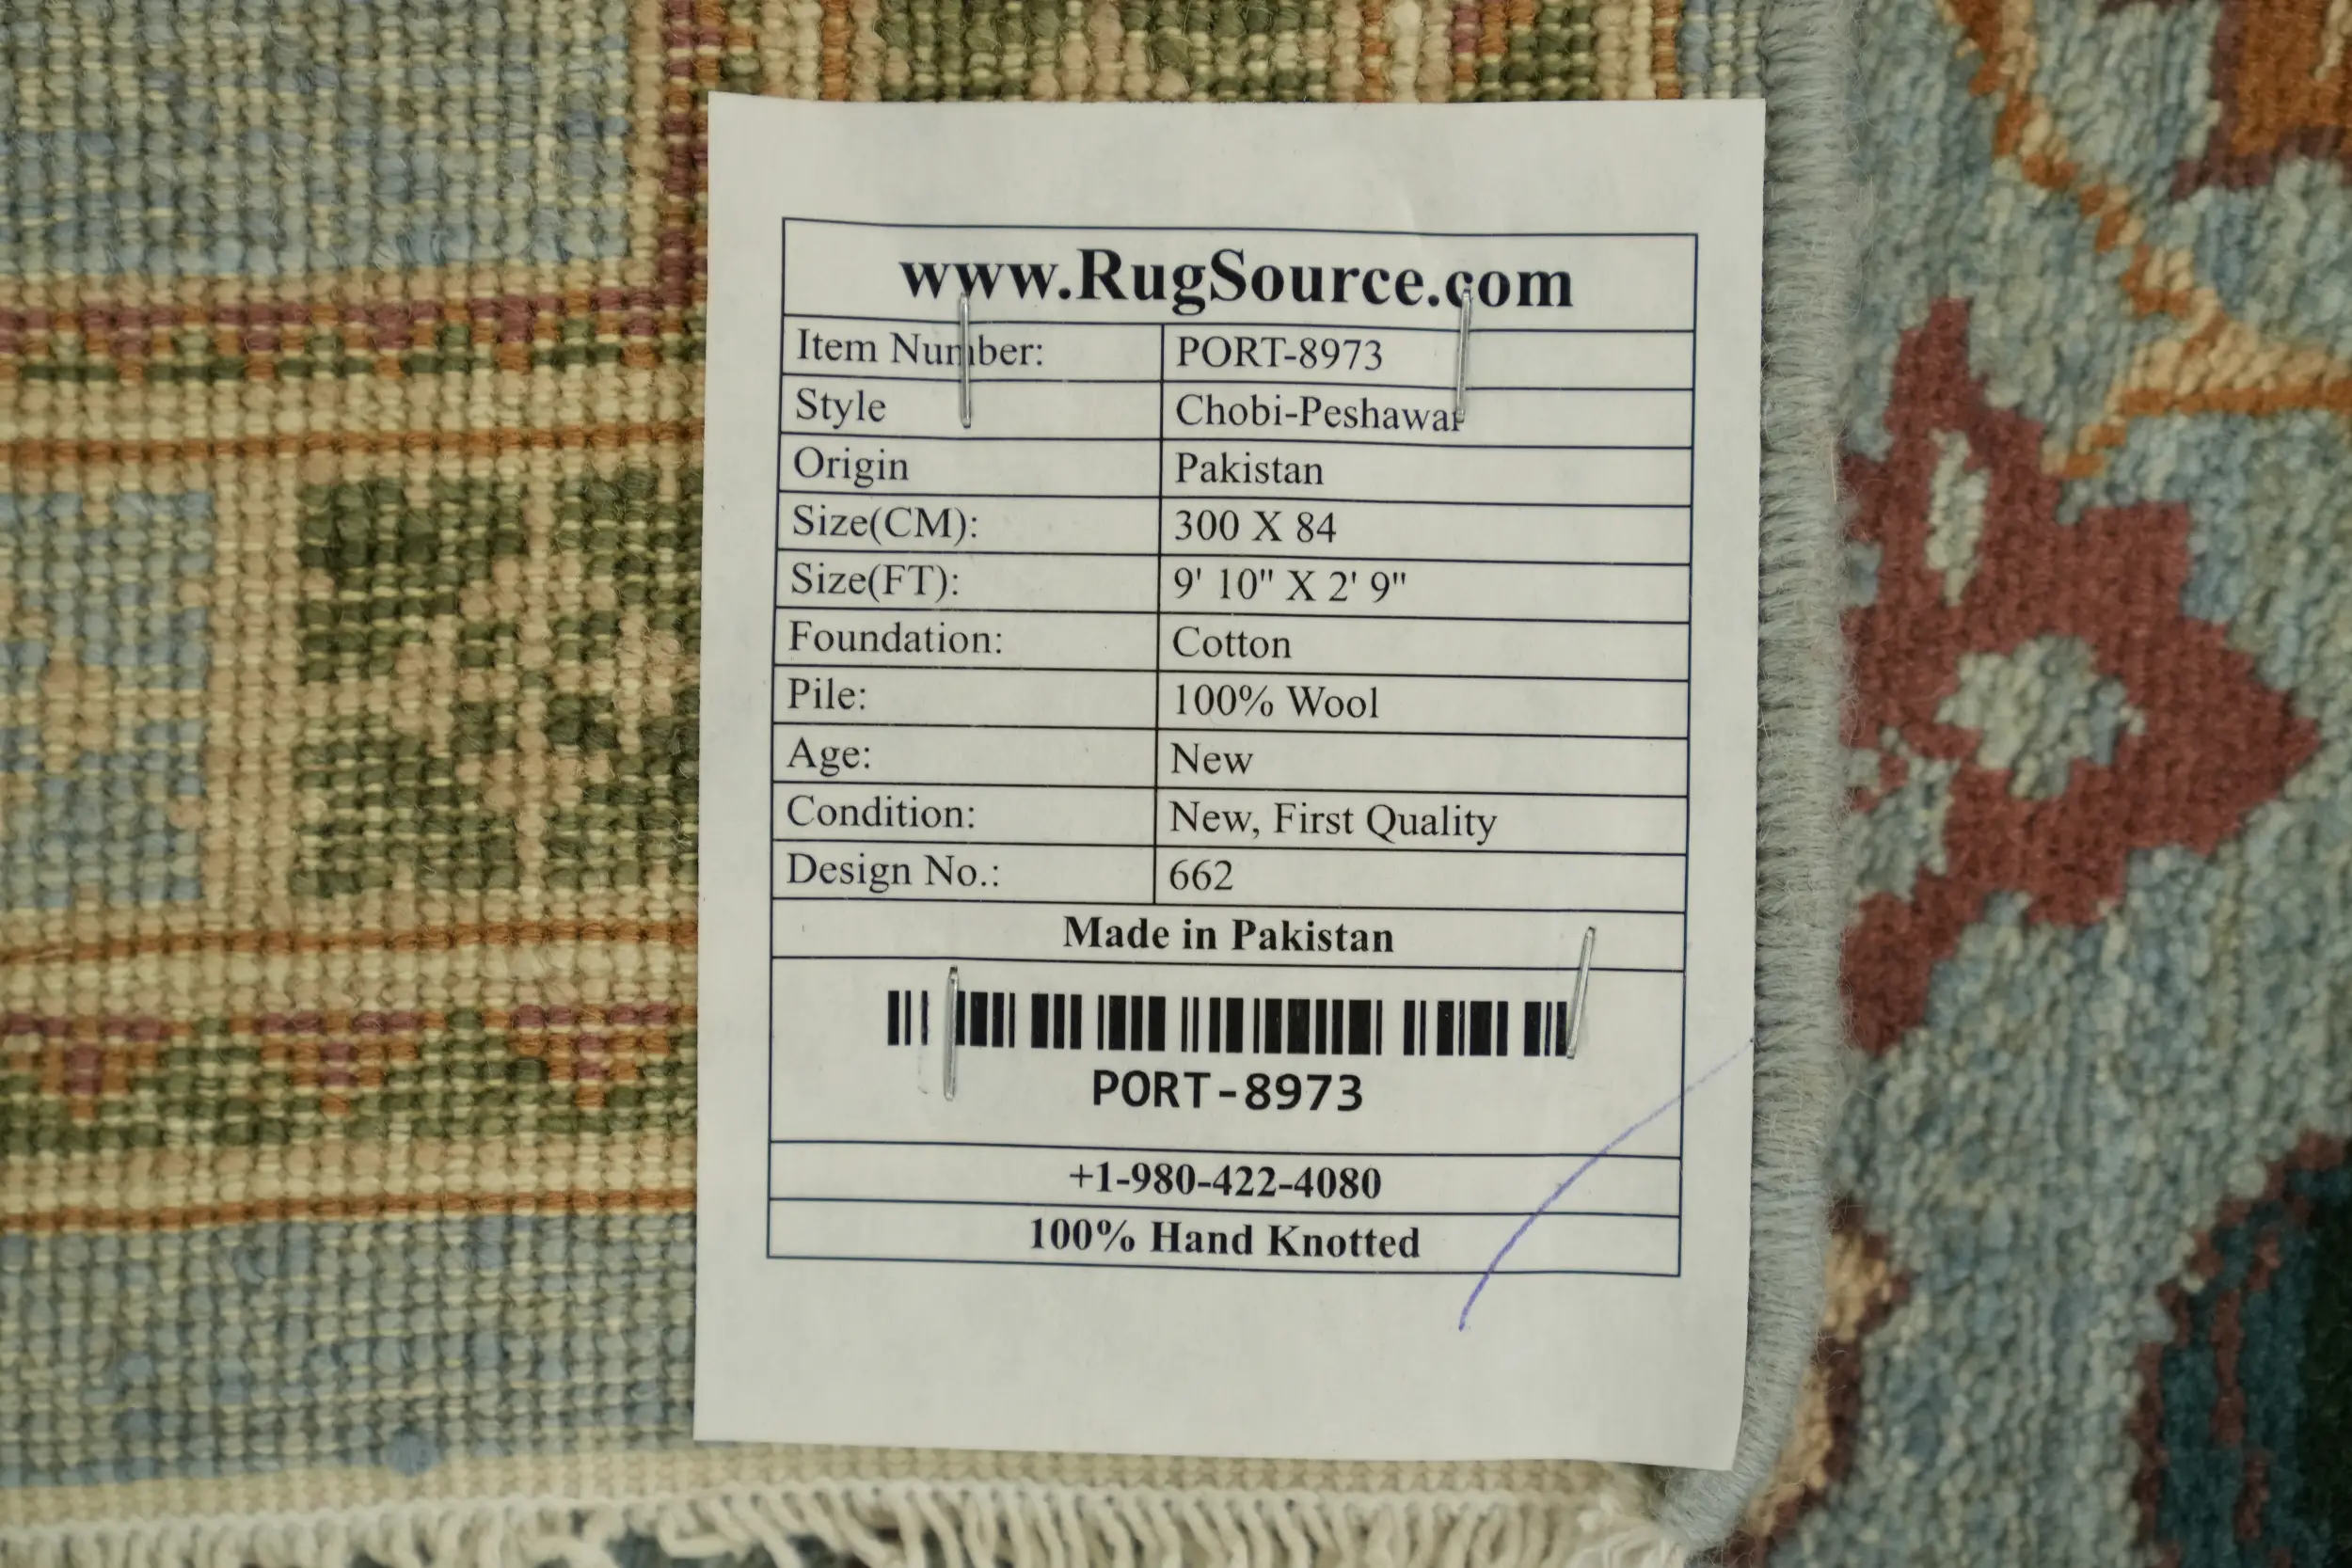 www.RugSource.com
Item Number: PORT-8973
Style Chobi-Peshawar
Origin Pakistan
Size(CM): 300 X 84
Size(FT): 9' 10" X 2' 9"
Foundation: Cotton
Pile: 100% Wool
Age: New
Condition: New, First Quality
Design No.: 662
Made in Pakistan
PORT-8973
+1-980-422-4080
100% Hand Knotted